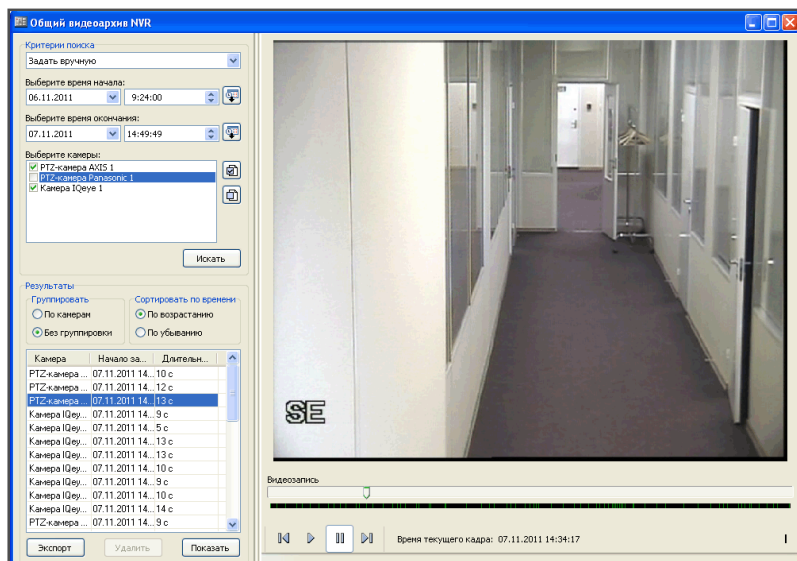 Общий видеоархив NVR
Критерии поиска
Задать вручную
Выберите время начала:
06.11.2011 9:24:00
Выберите время окончания:
07.11.2011 14:49:49
Выберите камеры:
PTZ-камера AXIS 1
PTZ-камера Panasonic 1
Камера IQeye 1
Искать
Результаты
Группировать
По камерам
Без группировки
Сортировать по времени
По возрастанию
По убыванию
Камера Начало за... Длительн...
PTZ-камера ... 07.11.2011 14... 10 с
PTZ-камера ... 07.11.2011 14... 12 с
PTZ-камера ... 07.11.2011 14... 13 с
Камера IQey... 07.11.2011 14... 9 с
Камера IQey... 07.11.2011 14... 5 с
Камера IQey... 07.11.2011 14... 13 с
Камера IQey... 07.11.2011 14... 13 с
Камера IQey... 07.11.2011 14... 10 с
Камера IQey... 07.11.2011 14... 9 с
Камера IQey... 07.11.2011 14... 10 с
Камера IQey... 07.11.2011 14... 14 с
PTZ-камера ... 07.11.2011 14... 9 с
Экспорт Удалить Показать
SE
Видеозапись
Время текущего кадра: 07.11.2011 14:34:17